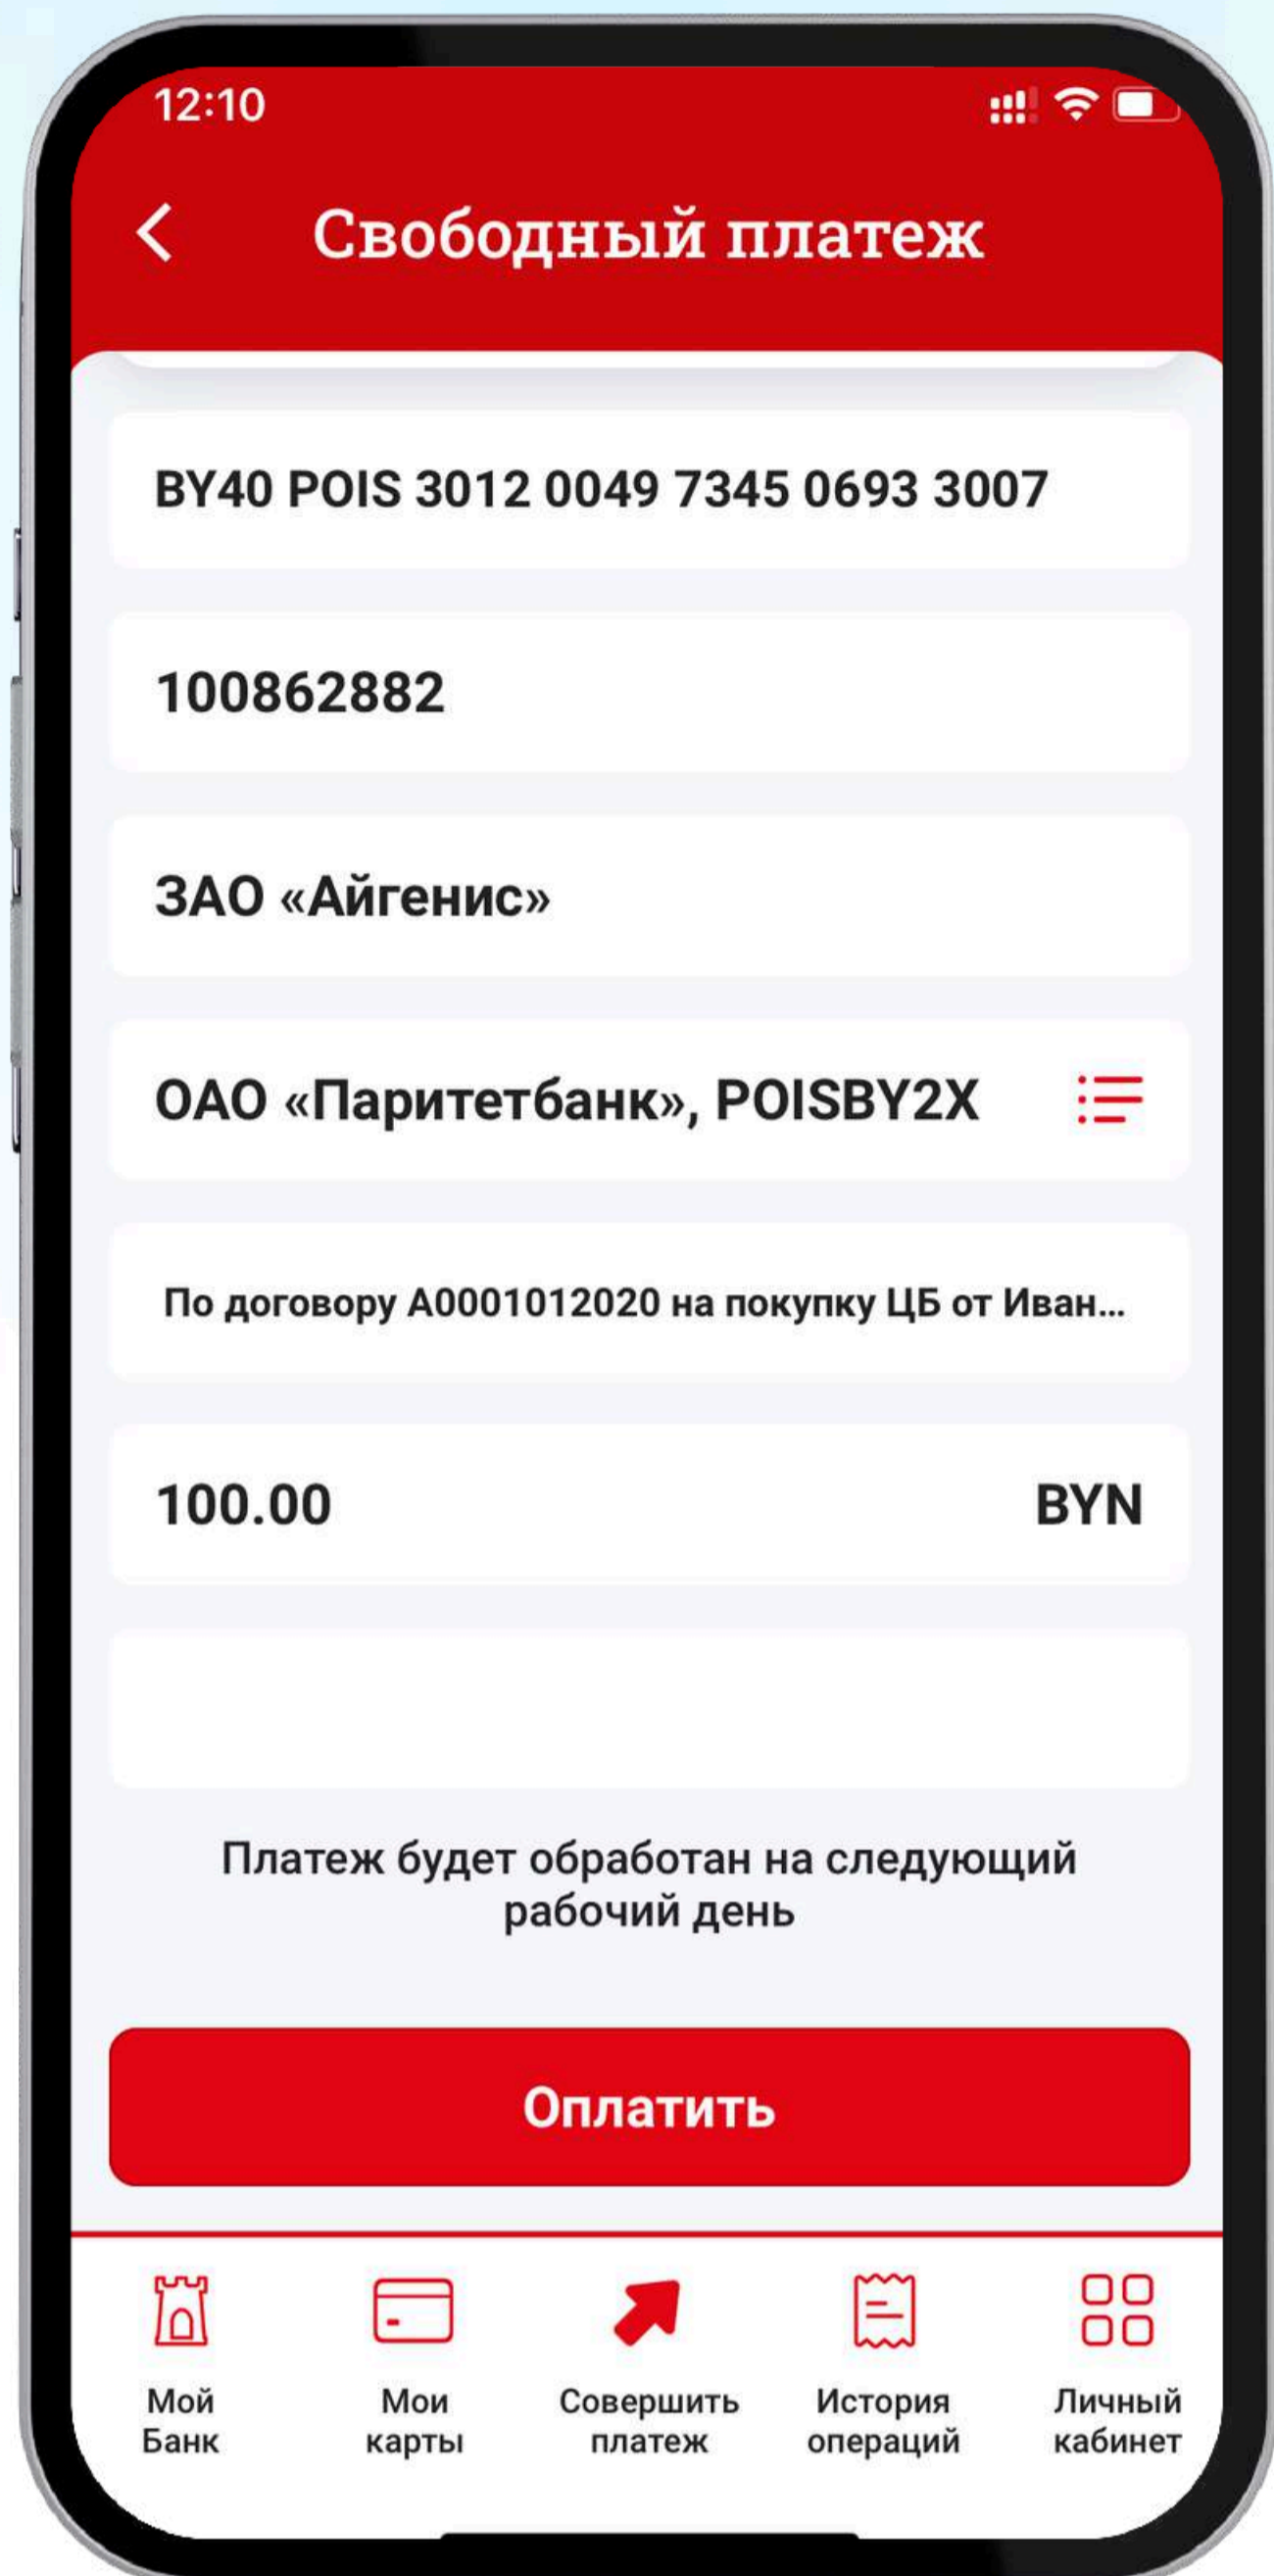 12:10
Свободный платеж
BY40 POIS 3012 0049 7345 0693 3007
100862882
ЗАО «Айгенис»
ОАО «Паритетбанк», POISBY2X
По договору А0001012020 на покупку ЦБ от Иван...
100.00 BYN
Платеж будет обработан на следующий
рабочий день
Оплатить
Мой
Банк
Мои
карты
Совершить
платеж
История
операций
Личный
кабинет